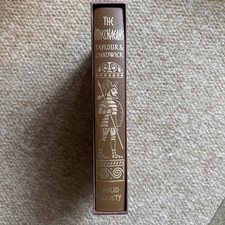 THE
MYCENAEANS
TAYLOUR &
CHADWICK
FOLIO
SOCIETY